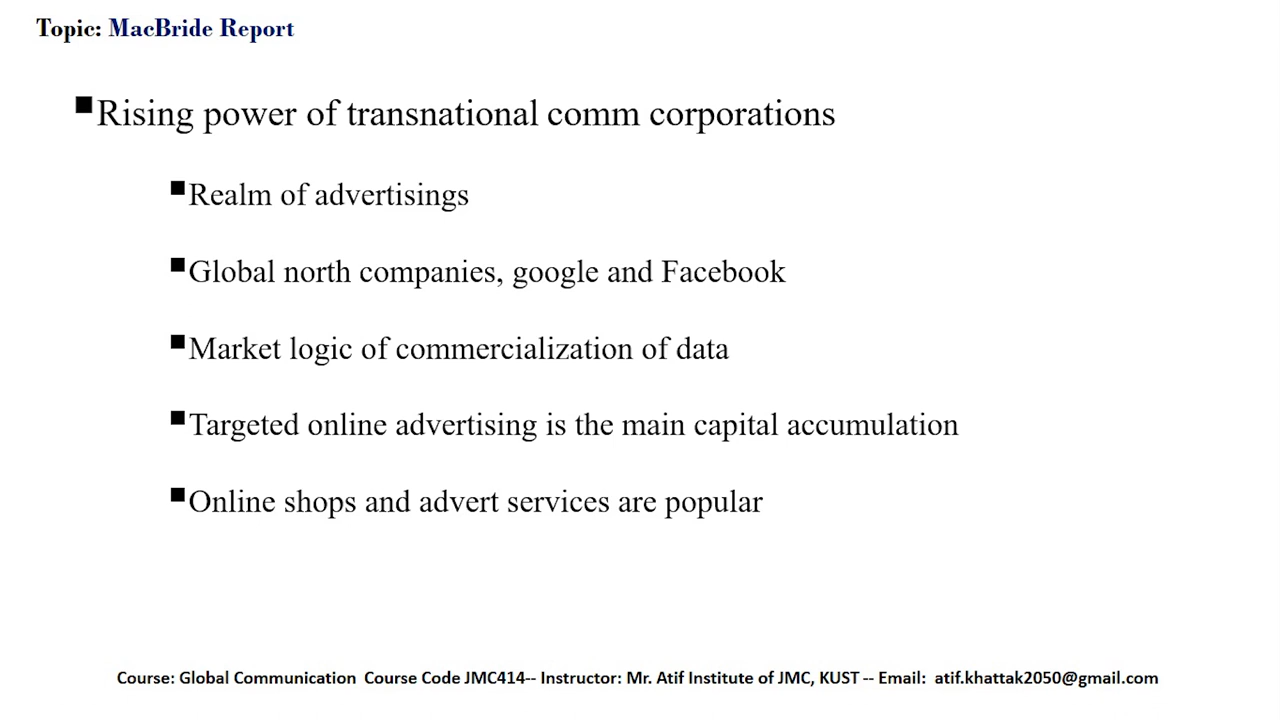 Topic: MacBride Report
▪Rising power of transnational comm corporations
▪Realm of advertisings
▪Global north companies, google and Facebook
▪Market logic of commercialization of data
▪Targeted online advertising is the main capital accumulation
▪Online shops and advert services are popular
Course: Global Communication Course Code JMC414-- Instructor: Mr. Atif Institute of JMC, KUST -- Email: atif.khattak2050@gmail.com